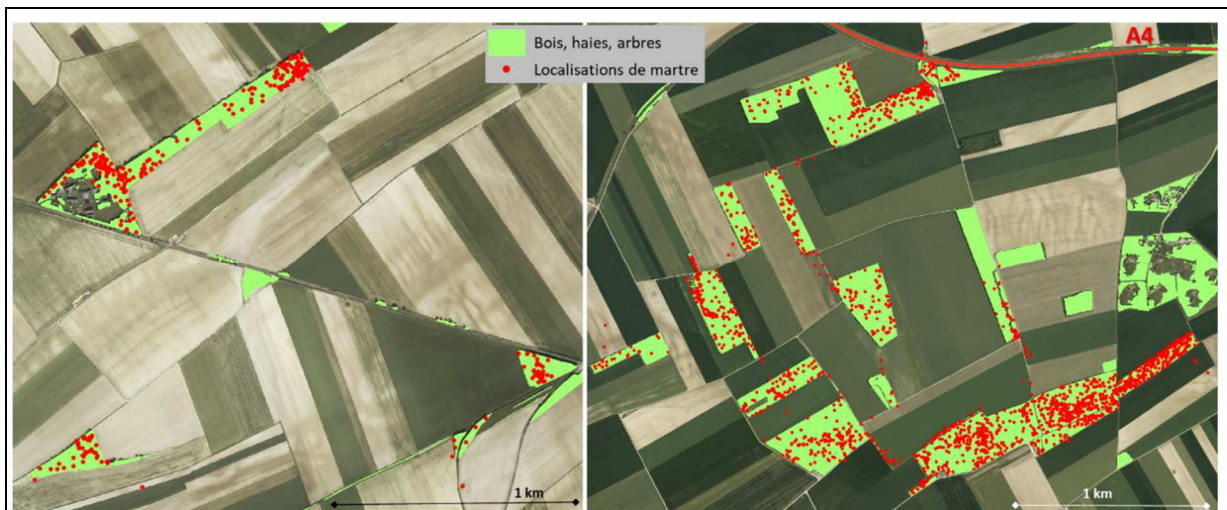 Bois, haies, arbres
Localisations de martre
A4
1 km
1 km